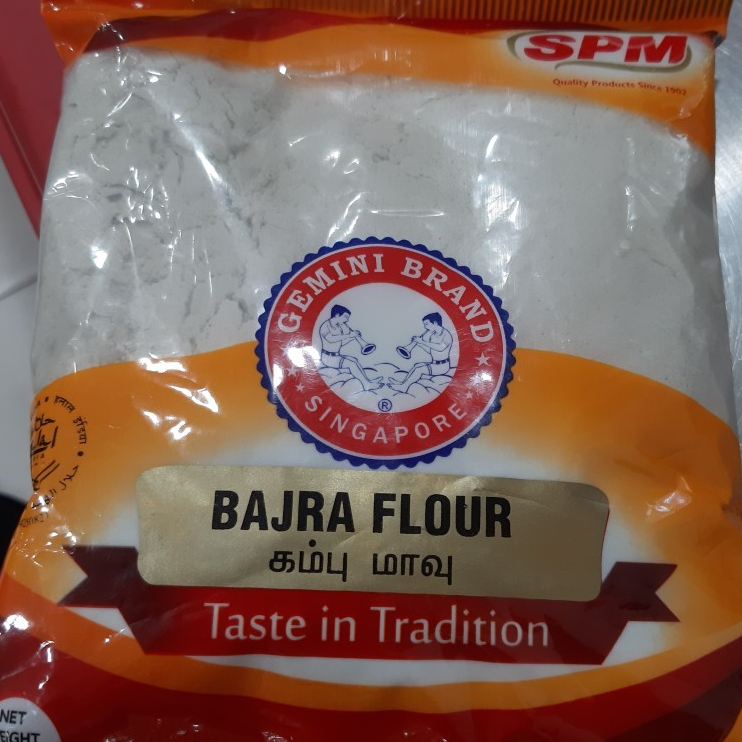 SPM
Quality Products Since 1902
GEMINI BRAND
SINGAPORE
®
BAJRA FLOUR
கம்பு மாவு
Taste in Tradition
NET